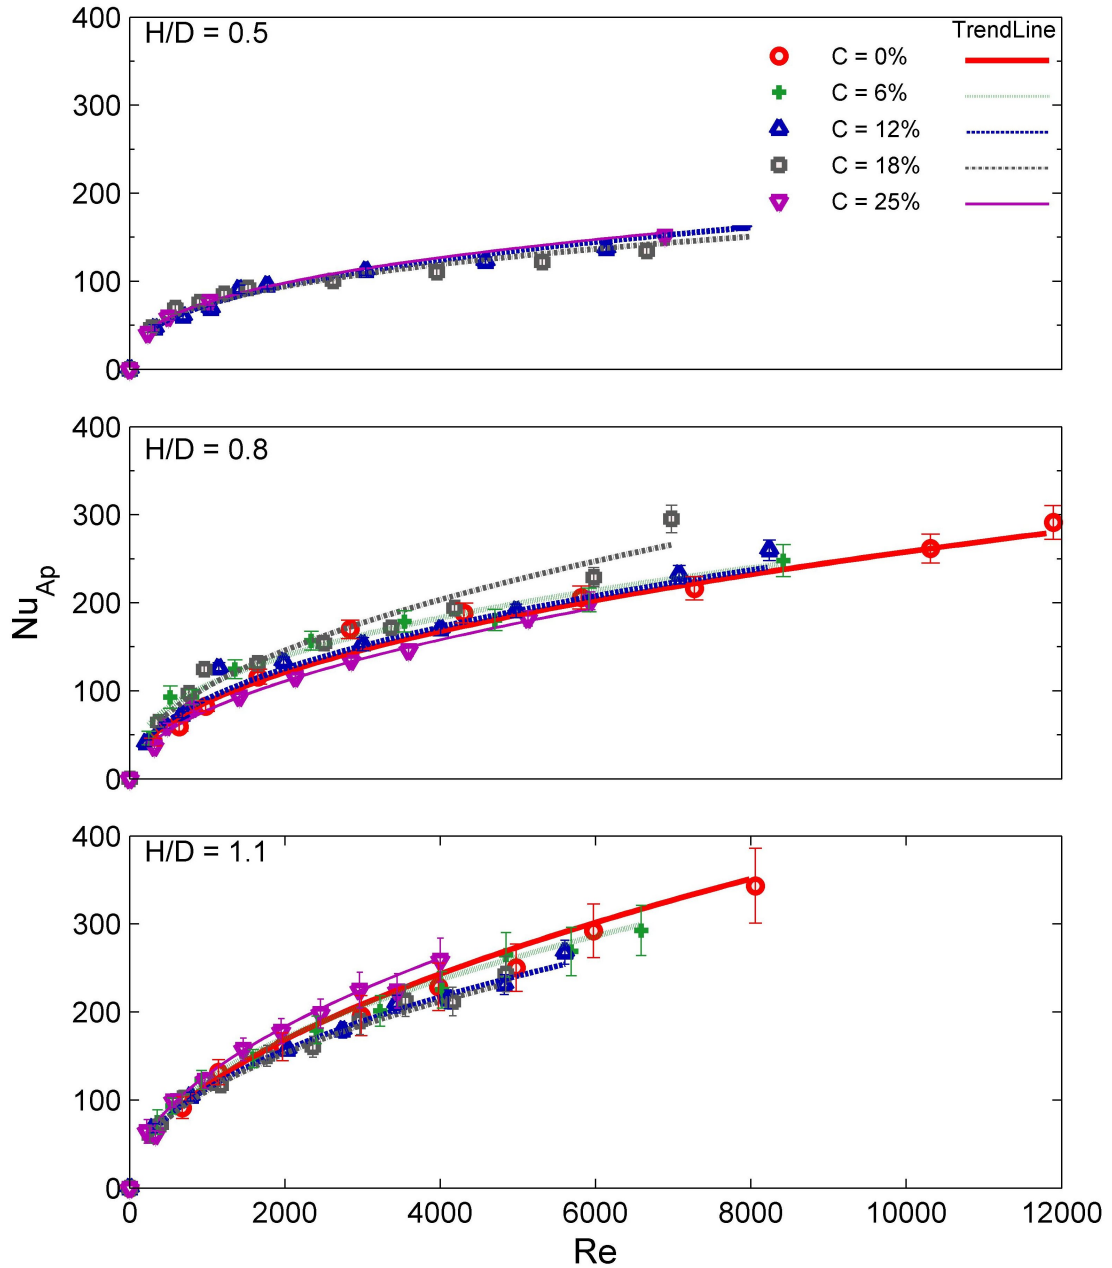 400
H/D = 0.5
TrendLine
C = 0%
300
C = 6%
C = 12%
C = 18%
200
C = 25%
100
0
400
H/D = 0.8
300
Nu_Ap
200
100
0
400
H/D = 1.1
300
200
100
0
0 2000 4000 6000 8000 10000 12000
Re